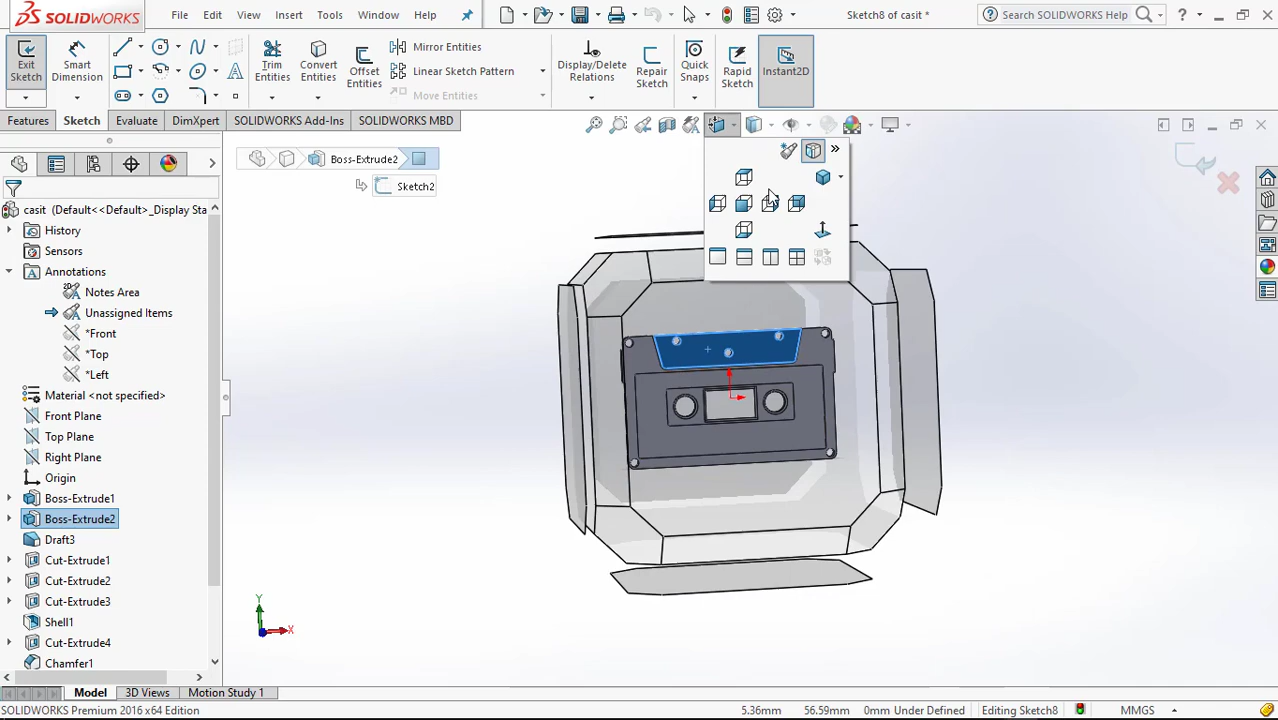 SOLIDWORKS
File Edit View Insert Tools Simulation Window Help
Sketch8 of casit *
Search SOLIDWORKS Help
Exit Sketch
Smart Dimension
Trim Entities
Convert Entities
Offset Entities
Mirror Entities
Linear Sketch Pattern
Move Entities
Display/Delete Relations
Repair Sketch
Quick Snaps
Rapid Sketch
Instant2D
Features Sketch Evaluate DimXpert SOLIDWORKS Add-Ins SOLIDWORKS MBD
Boss-Extrude2
Sketch2
casit (Default<<Default>_Display Sta
History
Sensors
Annotations
Notes Area
Unassigned Items
*Front
*Top
*Left
Material <not specified>
Front Plane
Top Plane
Right Plane
Origin
Boss-Extrude1
Boss-Extrude2
Draft3
Cut-Extrude1
Cut-Extrude2
Cut-Extrude3
Shell1
Cut-Extrude4
Chamfer1
Y
X
Model 3D Views Motion Study 1
SOLIDWORKS Premium 2016 x64 Edition
5.36mm 56.59mm 0mm Under Defined Editing Sketch8 MMGS